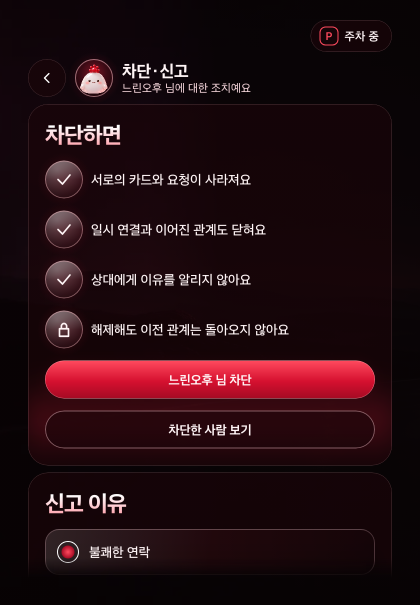 P 주차 중
차단·신고
느린오후 님에 대한 조치예요
차단하면
서로의 카드와 요청이 사라져요
일시 연결과 이어진 관계도 닫혀요
상대에게 이유를 알리지 않아요
해제해도 이전 관계는 돌아오지 않아요
느린오후 님 차단
차단한 사람 보기
신고 이유
불쾌한 연락